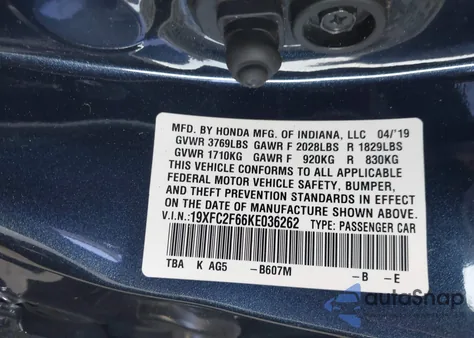 MFD. BY HONDA MFG. OF INDIANA, LLC 04/'19
GVWR 3769LBS GAWR F 2028LBS R 1829LBS
GVWR 1710KG GAWR F 920KG R 830KG
THIS VEHICLE CONFORMS TO ALL APPLICABLE
FEDERAL MOTOR VEHICLE SAFETY, BUMPER,
AND THEFT PREVENTION STANDARDS IN EFFECT
ON THE DATE OF MANUFACTURE SHOWN ABOVE.
V.I.N.:19XFC2F66KE036262 TYPE: PASSENGER CAR
TBA K AG5 -B607M -B -E
autoSnap